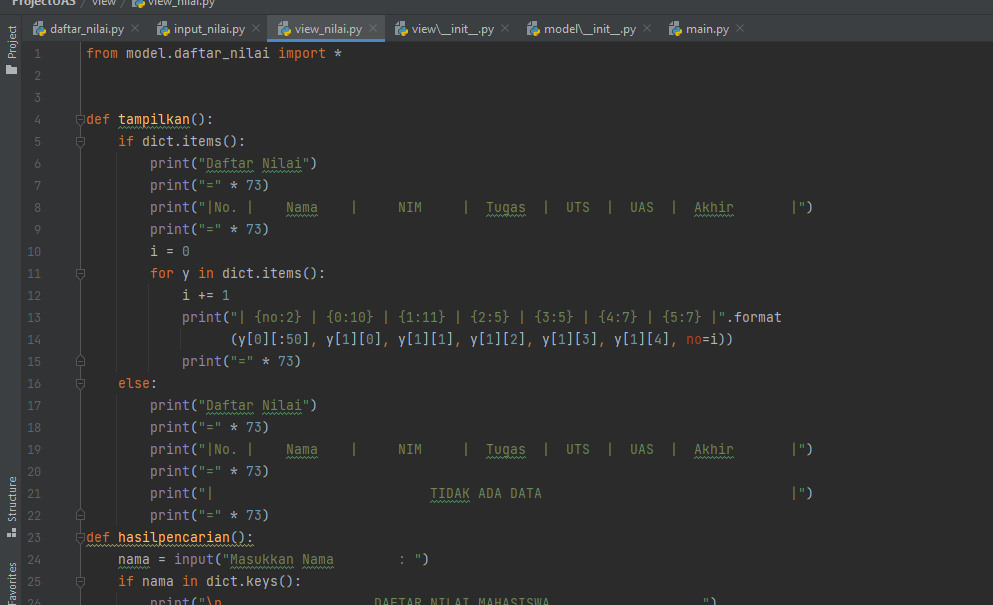 ProjectUAS / view / view_nilai.py
daftar_nilai.py input_nilai.py view_nilai.py view\__init__.py model\__init__.py main.py
Project
1 from model.daftar_nilai import *
2
3
4 def tampilkan():
5     if dict.items():
6         print("Daftar Nilai")
7         print("=" * 73)
8         print("|No. |    Nama    |     NIM     |  Tugas  |  UTS  |  UAS  |  Akhir       |")
9         print("=" * 73)
10         i = 0
11         for y in dict.items():
12             i += 1
13             print("| {no:2} | {0:10} | {1:11} | {2:5} | {3:5} | {4:7} | {5:7} |".format
14                   (y[0][:50], y[1][0], y[1][1], y[1][2], y[1][3], y[1][4], no=i))
15             print("=" * 73)
16     else:
17         print("Daftar Nilai")
18         print("=" * 73)
19         print("|No. |    Nama    |     NIM     |  Tugas  |  UTS  |  UAS  |  Akhir       |")
20         print("=" * 73)
21         print("|                           TIDAK ADA DATA                               |")
22         print("=" * 73)
23 def hasilpencarian():
24     nama = input("Masukkan Nama        : ")
25     if nama in dict.keys():
26         print("\n                   DAFTAR NILAI MAHASISWA                   ")
Structure
Favorites